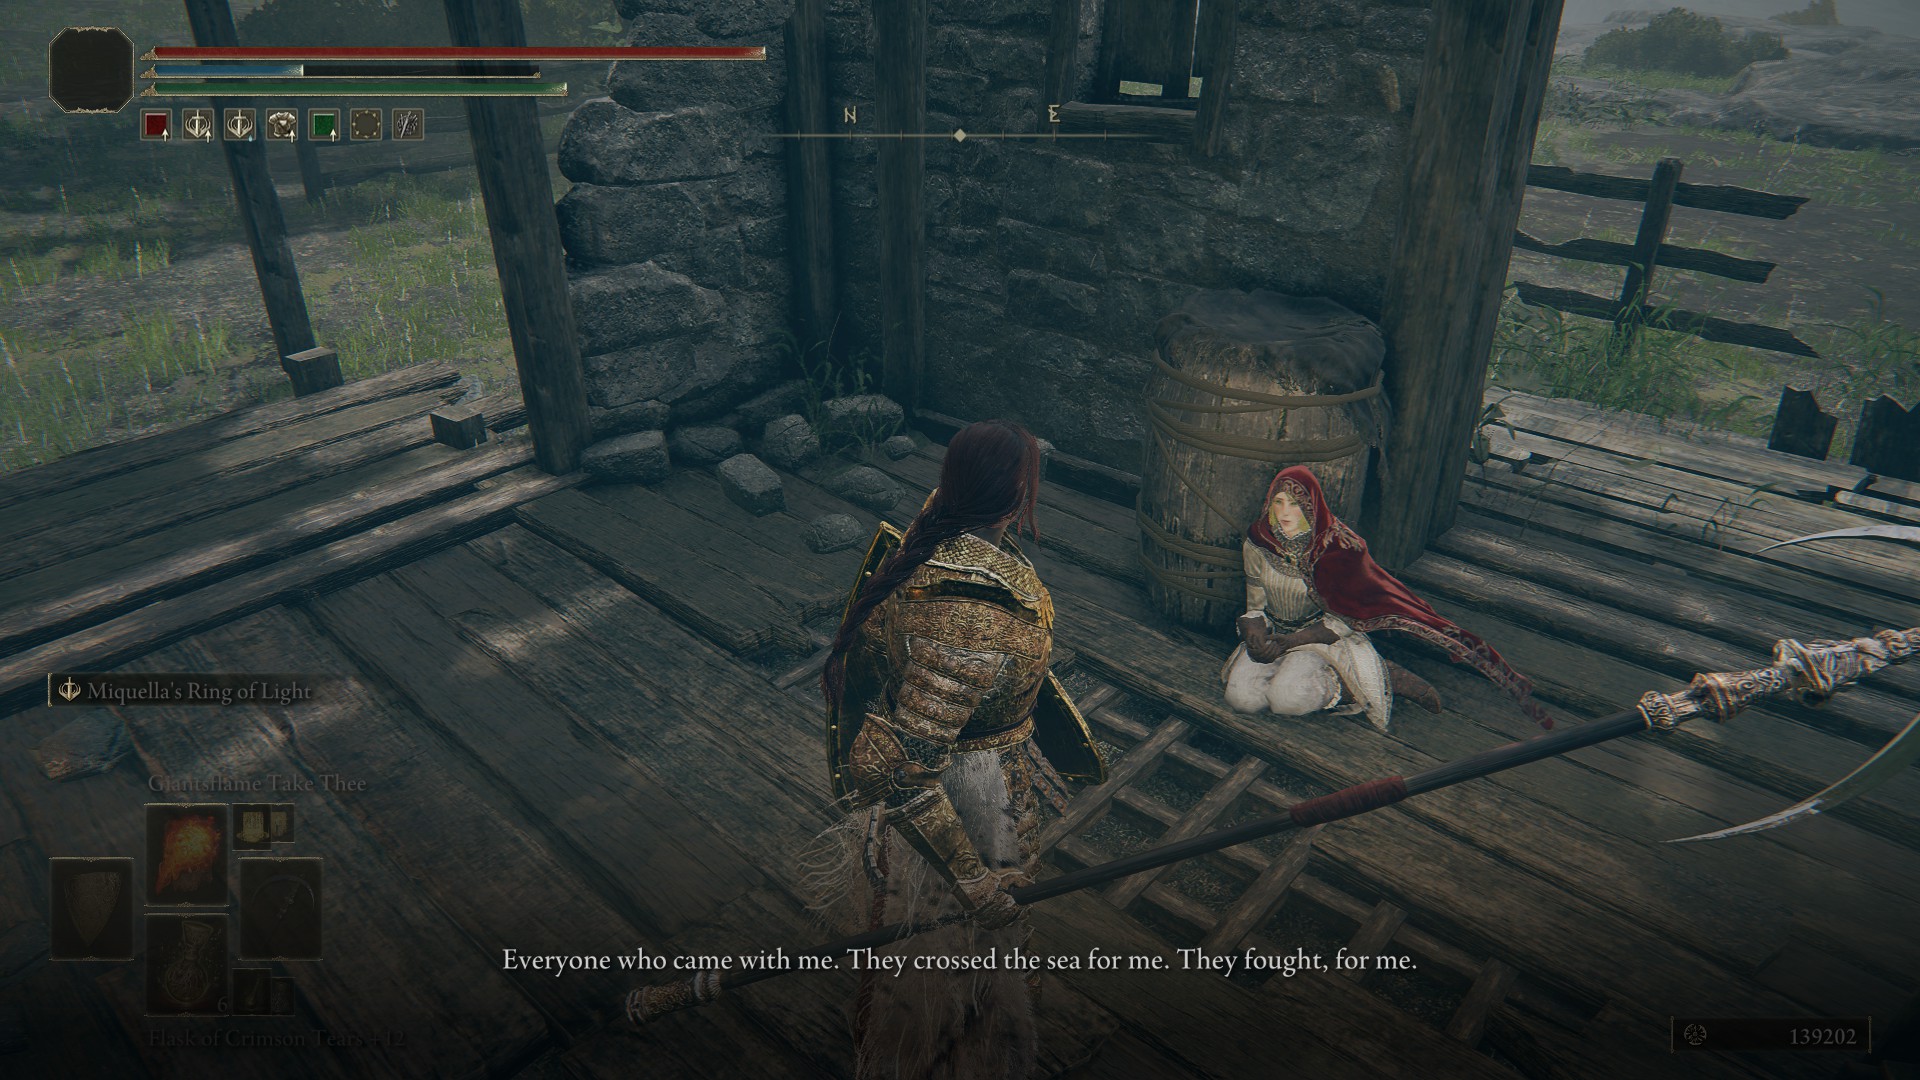 N
E
Miquella's Ring of Light
Giantsflame Take Thee
6
Flask of Crimson Tears +12
Everyone who came with me. They crossed the sea for me. They fought, for me.
139202